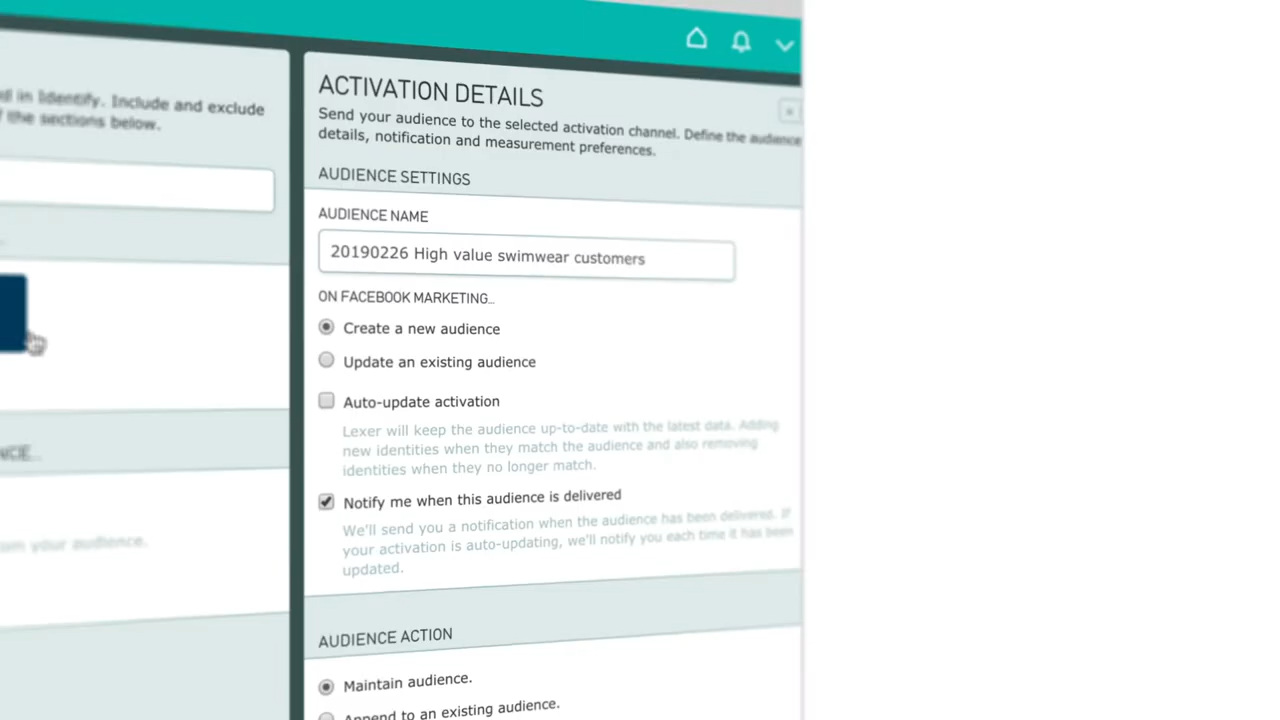 ed in Identify. Include and exclude
f the sections below.
NCE...
om your audience.
ACTIVATION DETAILS
Send your audience to the selected activation channel. Define the audience
details, notification and measurement preferences.
AUDIENCE SETTINGS
AUDIENCE NAME
20190226 High value swimwear customers
ON FACEBOOK MARKETING...
Create a new audience
Update an existing audience
Auto-update activation
Lexer will keep the audience up-to-date with the latest data. Adding
new identities when they match the audience and also removing
identities when they no longer match.
Notify me when this audience is delivered
We'll send you a notification when the audience has been delivered. If
your activation is auto-updating, we'll notify you each time it has been
updated.
AUDIENCE ACTION
Maintain audience.
Append to an existing audience.